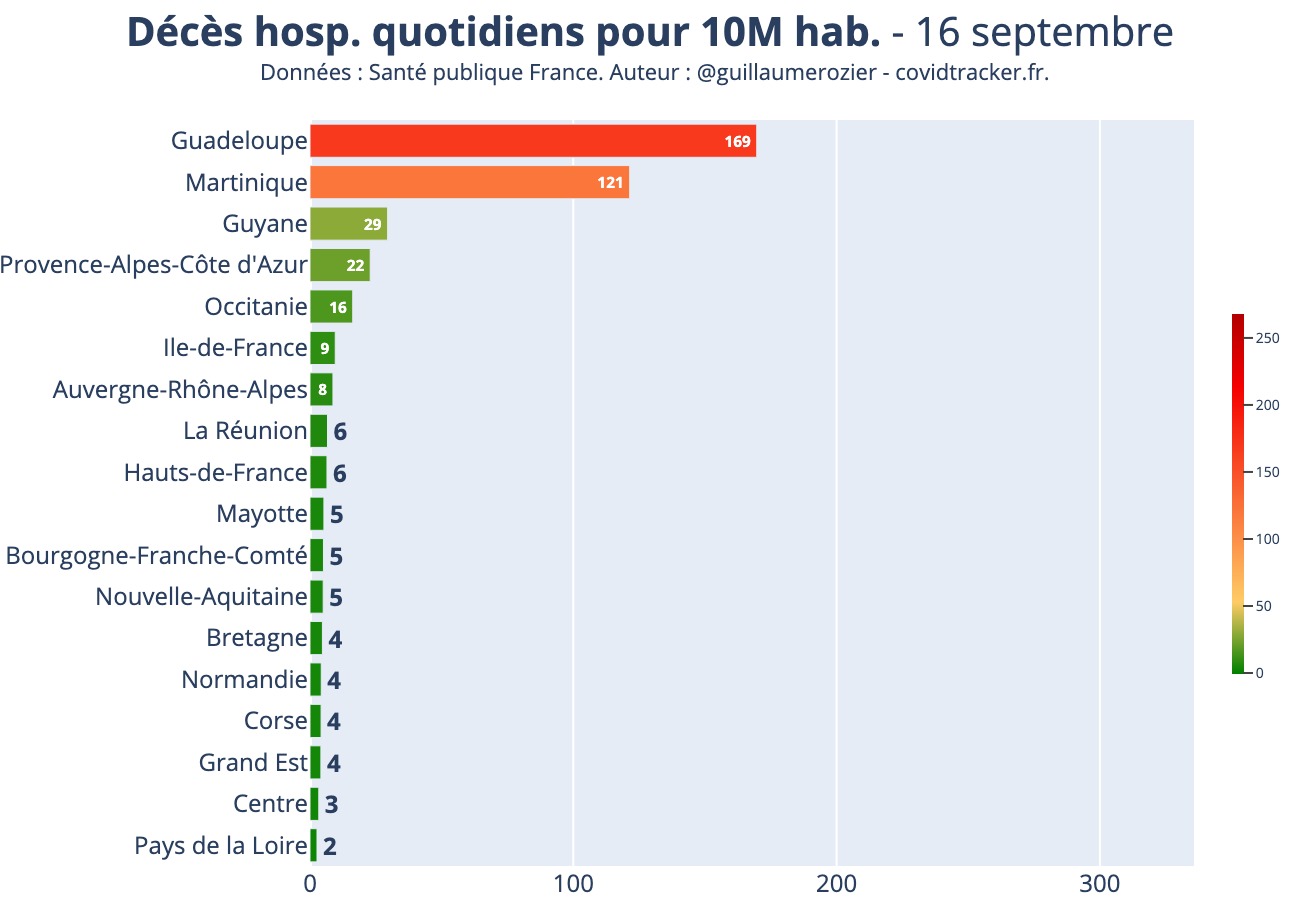 Décès hosp. quotidiens pour 10M hab. - 16 septembre
Données : Santé publique France. Auteur : @guillaumerozier - covidtracker.fr.
Guadeloupe 169
Martinique 121
Guyane 29
Provence-Alpes-Côte d'Azur 22
Occitanie 16
Ile-de-France 9
Auvergne-Rhône-Alpes 8
La Réunion 6
Hauts-de-France 6
Mayotte 5
Bourgogne-Franche-Comté 5
Nouvelle-Aquitaine 5
Bretagne 4
Normandie 4
Corse 4
Grand Est 4
Centre 3
Pays de la Loire 2
0 100 200 300
250
200
150
100
50
0